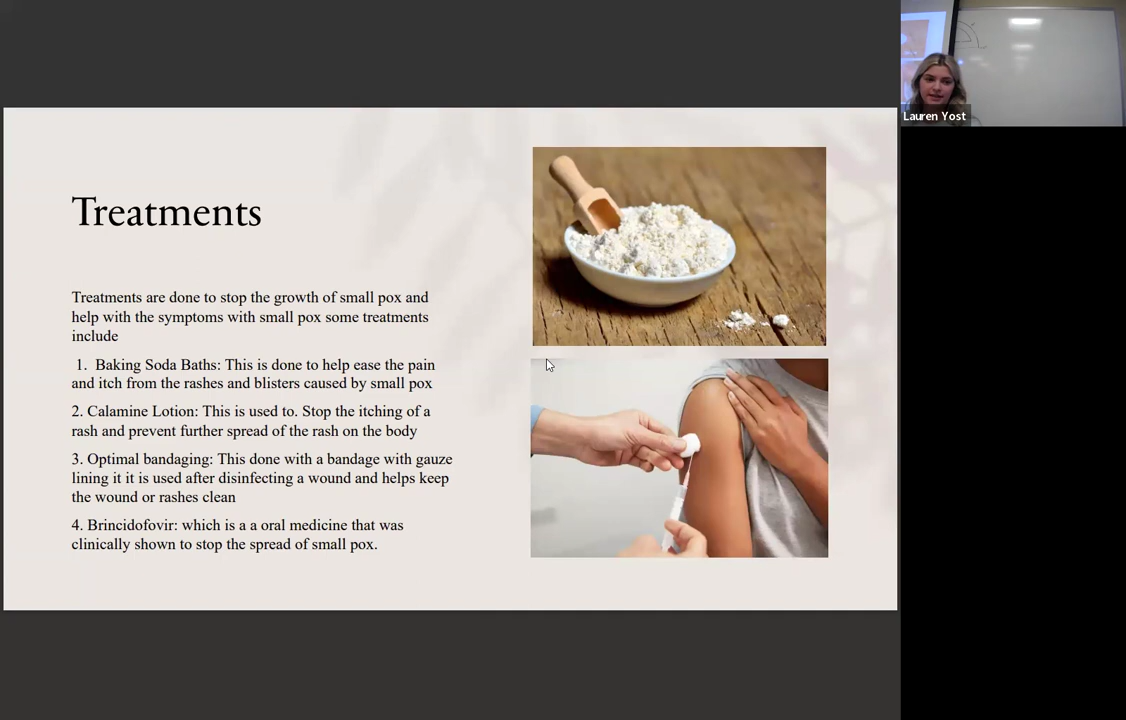 Treatments
Treatments are done to stop the growth of small pox and
help with the symptoms with small pox some treatments
include
1. Baking Soda Baths: This is done to help ease the pain
and itch from the rashes and blisters caused by small pox
2. Calamine Lotion: This is used to. Stop the itching of a
rash and prevent further spread of the rash on the body
3. Optimal bandaging: This done with a bandage with gauze
lining it it is used after disinfecting a wound and helps keep
the wound or rashes clean
4. Brincidofovir: which is a a oral medicine that was
clinically shown to stop the spread of small pox.
Lauren Yost